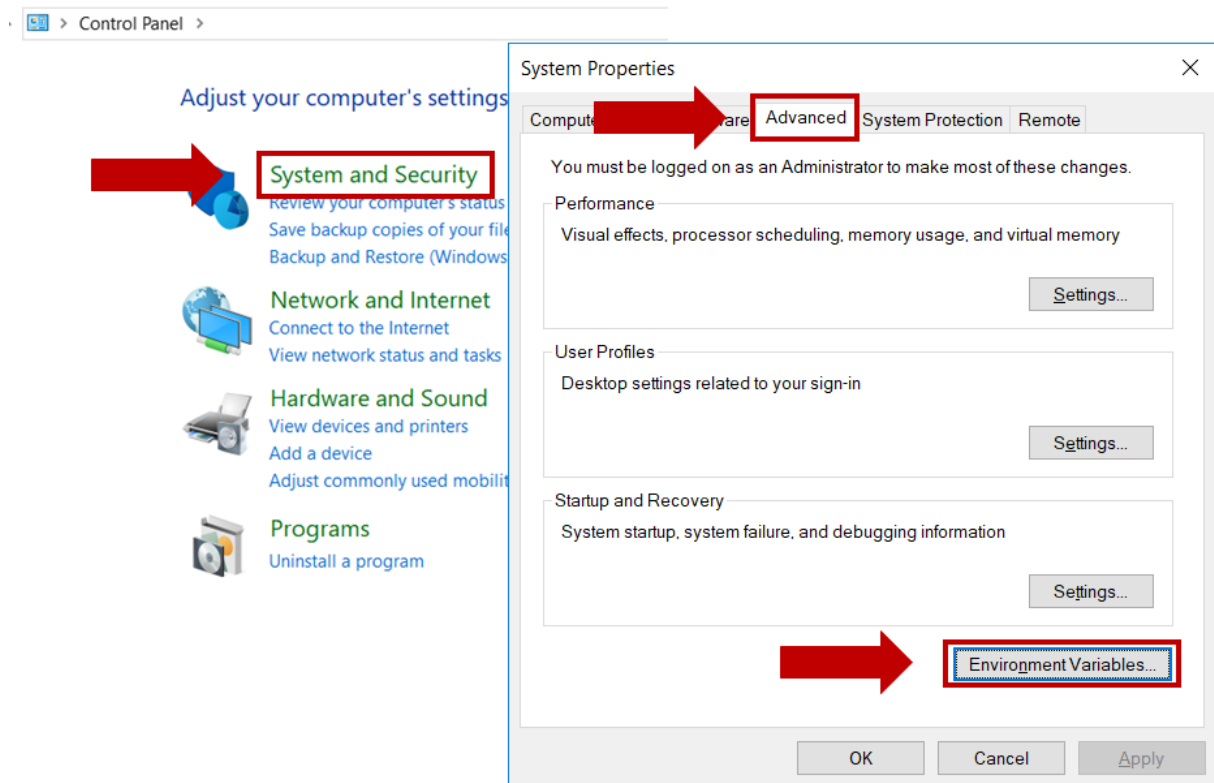 > Control Panel >
Adjust your computer's settings
System and Security
Review your computer's status
Save backup copies of your file
Backup and Restore (Windows
Network and Internet
Connect to the Internet
View network status and tasks
Hardware and Sound
View devices and printers
Add a device
Adjust commonly used mobilit
Programs
Uninstall a program
System Properties
Advanced System Protection Remote
You must be logged on as an Administrator to make most of these changes.
Performance
Visual effects, processor scheduling, memory usage, and virtual memory
Settings...
User Profiles
Desktop settings related to your sign-in
Settings...
Startup and Recovery
System startup, system failure, and debugging information
Settings...
Environment Variables...
OK Cancel Apply